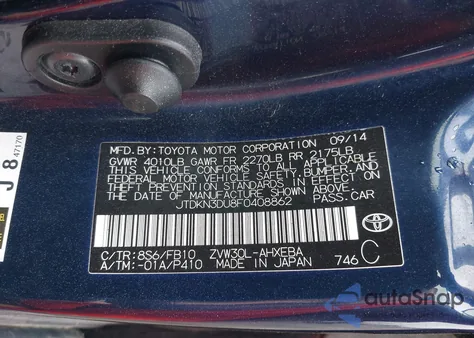 MFD. BY: TOYOTA MOTOR CORPORATION 09/14
GVWR 4010LB GAWR FR 2270LB RR 2175LB
THIS VEHICLE CONFORMS TO ALL APPLICABLE
FEDERAL MOTOR VEHICLE SAFETY, BUMPER, AND
THEFT PREVENTION STANDARDS IN EFFECT ON THE DATE OF
MANUFACTURE SHOWN ABOVE.
JTDKN3DU8F0408862 PASS.CAR
C/TR: 8S6/FB10 ZVW30L-AHXEBA
A/TM: -01A/P410 MADE IN JAPAN 746 C
J 8
47170
autoSnap